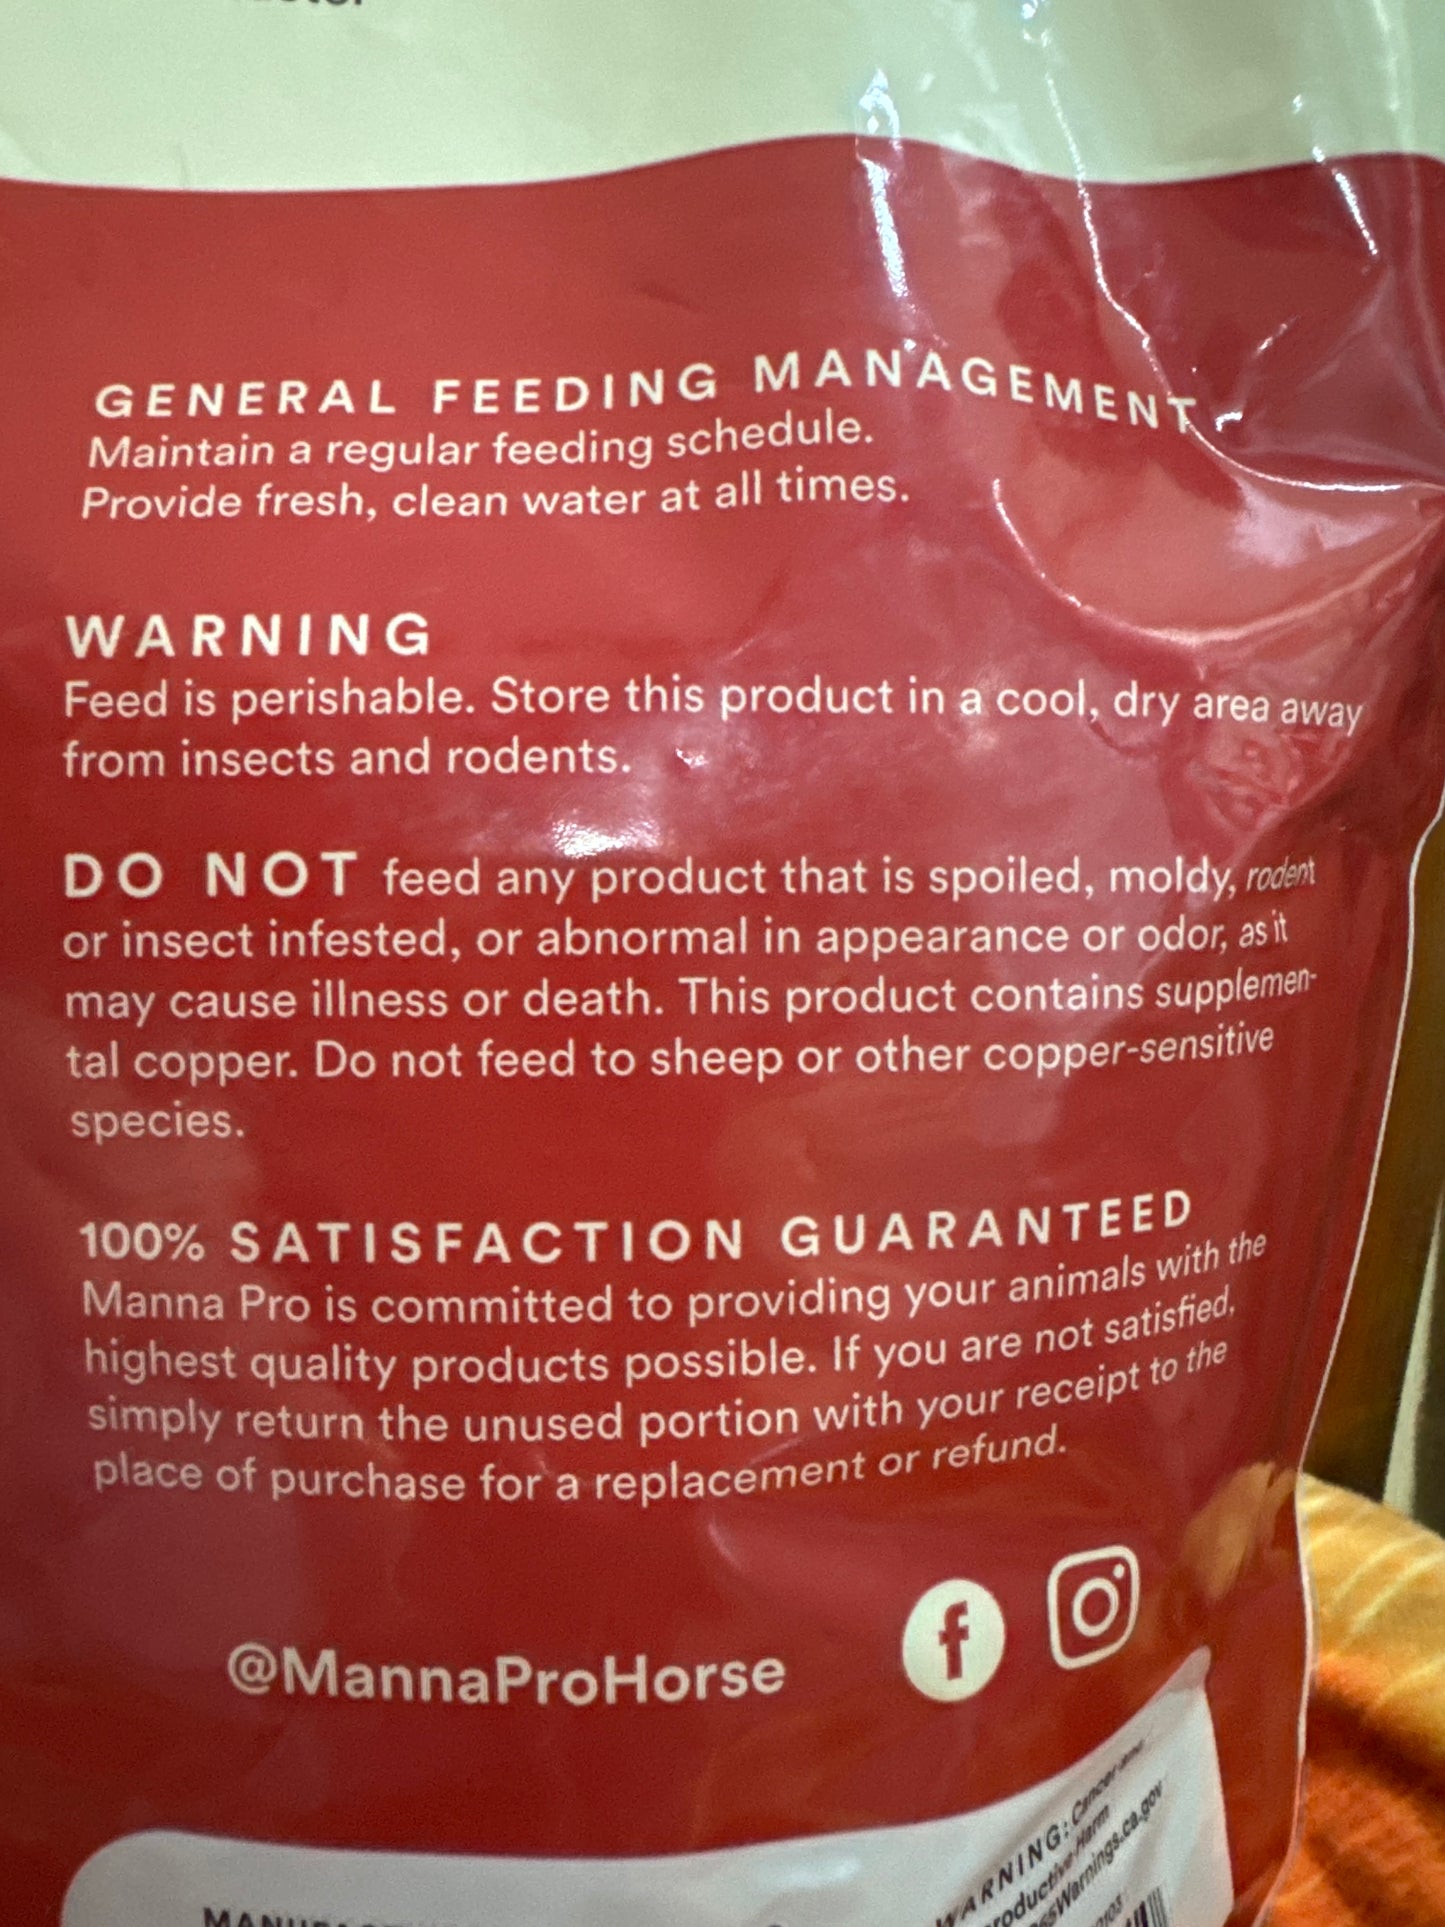 GENERAL FEEDING MANAGEMENT
Maintain a regular feeding schedule.
Provide fresh, clean water at all times.
WARNING
Feed is perishable. Store this product in a cool, dry area away
from insects and rodents.
DO NOT feed any product that is spoiled, moldy, rodent
or insect infested, or abnormal in appearance or odor, as it
may cause illness or death. This product contains supplemen-
tal copper. Do not feed to sheep or other copper-sensitive
species.
100% SATISFACTION GUARANTEED
Manna Pro is committed to providing your animals with the
highest quality products possible. If you are not satisfied,
simply return the unused portion with your receipt to the
place of purchase for a replacement or refund.
@MannaProHorse
WARNING: Cancer and
Harm